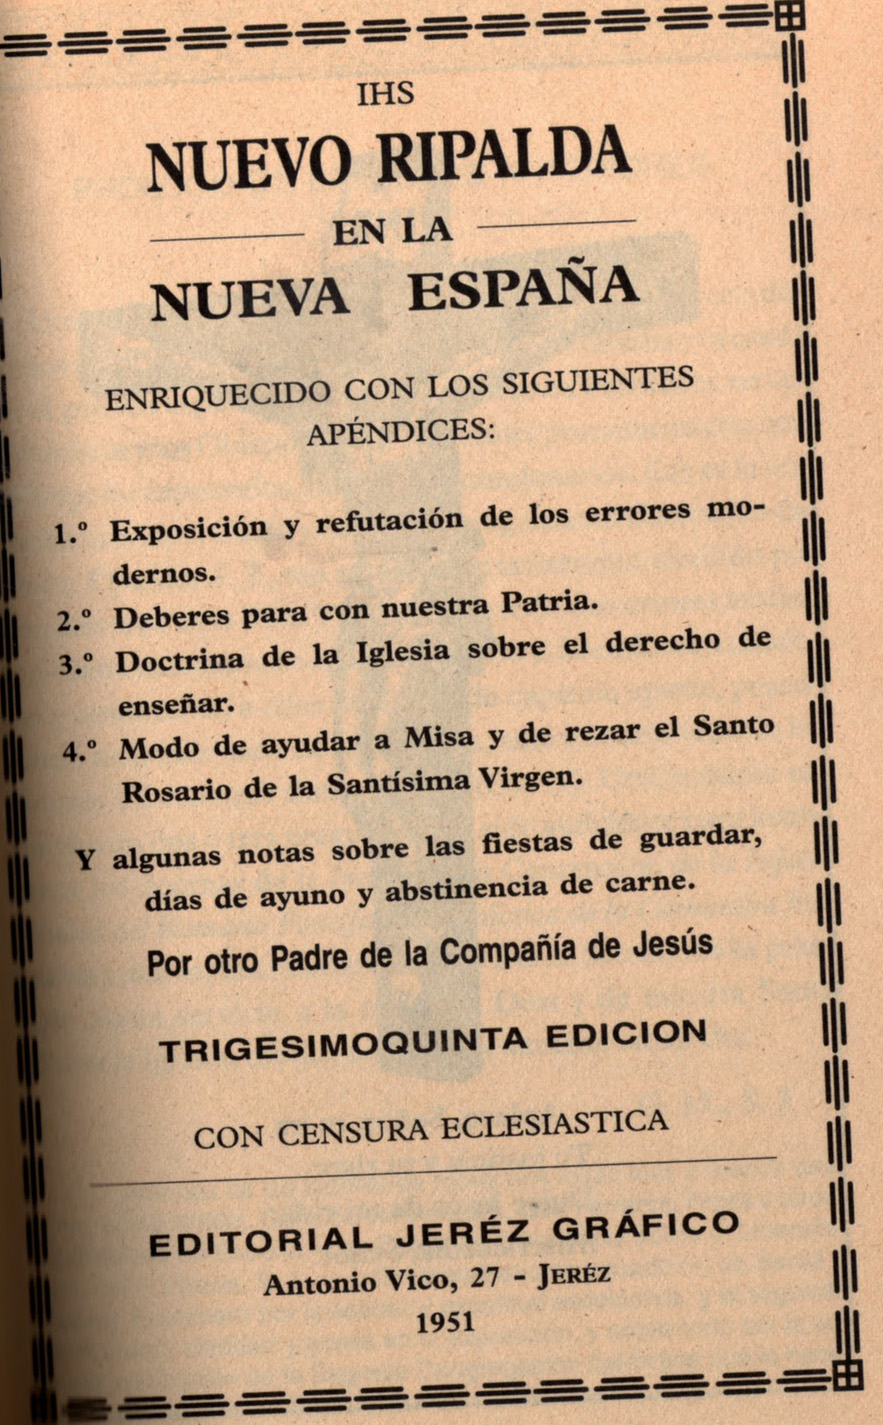 IHS
NUEVO RIPALDA
EN LA
NUEVA ESPAÑA
ENRIQUECIDO CON LOS SIGUIENTES
APÉNDICES:
1.º Exposición y refutación de los errores mo-
dernos.
2.º Deberes para con nuestra Patria.
3.º Doctrina de la Iglesia sobre el derecho de
enseñar.
4.º Modo de ayudar a Misa y de rezar el Santo
Rosario de la Santísima Virgen.
Y algunas notas sobre las fiestas de guardar,
días de ayuno y abstinencia de carne.
Por otro Padre de la Compañía de Jesús
TRIGESIMOQUINTA EDICION
CON CENSURA ECLESIASTICA
EDITORIAL JERÉZ GRÁFICO
Antonio Vico, 27 - JERÉZ
1951